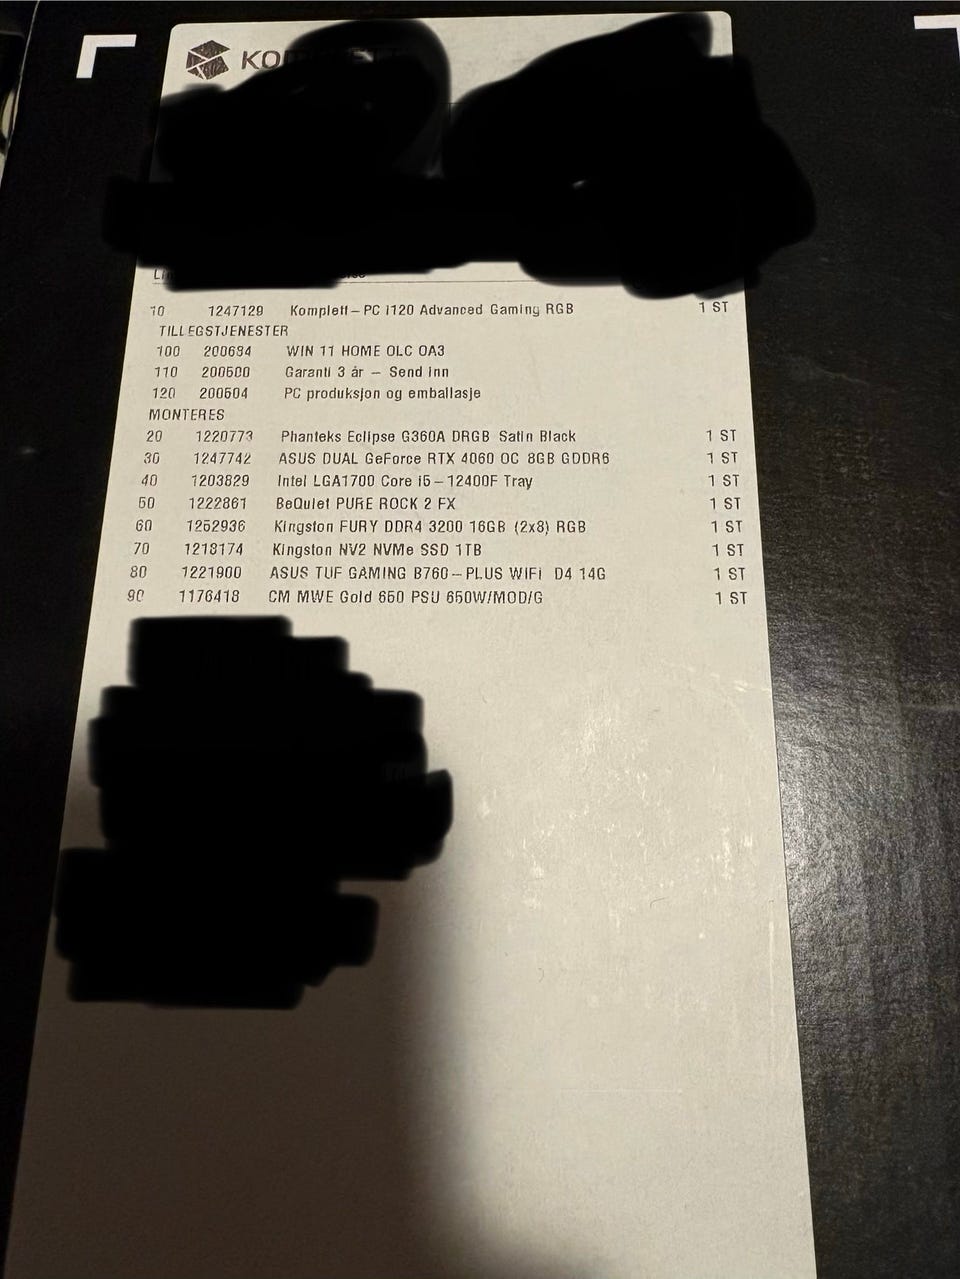 10 1247129 Komplett-PC i120 Advanced Gaming RGB 1 ST
TILLEGSTJENESTER
100 200684 WIN 11 HOME OLC OA3
110 200500 Garanti 3 år - Send inn
120 200504 PC produksjon og emballasje
MONTERES
20 1220773 Phanteks Eclipse G360A DRGB Satin Black 1 ST
30 1247742 ASUS DUAL GeForce RTX 4060 OC 8GB GDDR6 1 ST
40 1203829 Intel LGA1700 Core i5-12400F Tray 1 ST
50 1222861 BeQuiet PURE ROCK 2 FX 1 ST
60 1252936 Kingston FURY DDR4 3200 16GB (2x8) RGB 1 ST
70 1218174 Kingston NV2 NVMe SSD 1TB 1 ST
80 1221900 ASUS TUF GAMING B760-PLUS WIFI D4 14G 1 ST
90 1176418 CM MWE Gold 650 PSU 650W/MOD/G 1 ST